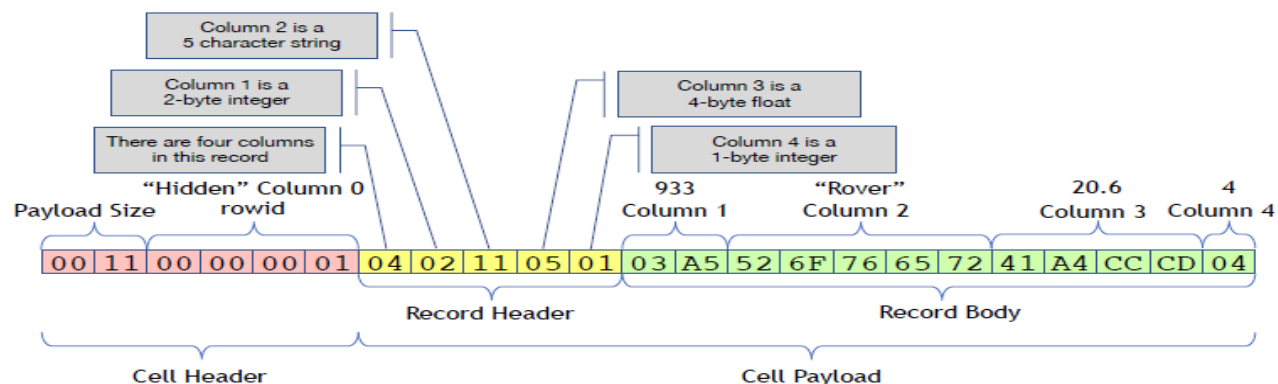 Column 2 is a
5 character string
Column 1 is a
2-byte integer
Column 3 is a
4-byte float
There are four columns
in this record
Column 4 is a
1-byte integer
Payload Size
“Hidden” Column 0
rowid
933
Column 1
“Rover”
Column 2
20.6
Column 3
4
Column 4
00 11 00 00 00 01 04 02 11 05 01 03 A5 52 6F 76 65 72 41 A4 CC CD 04
Record Header
Record Body
Cell Header
Cell Payload